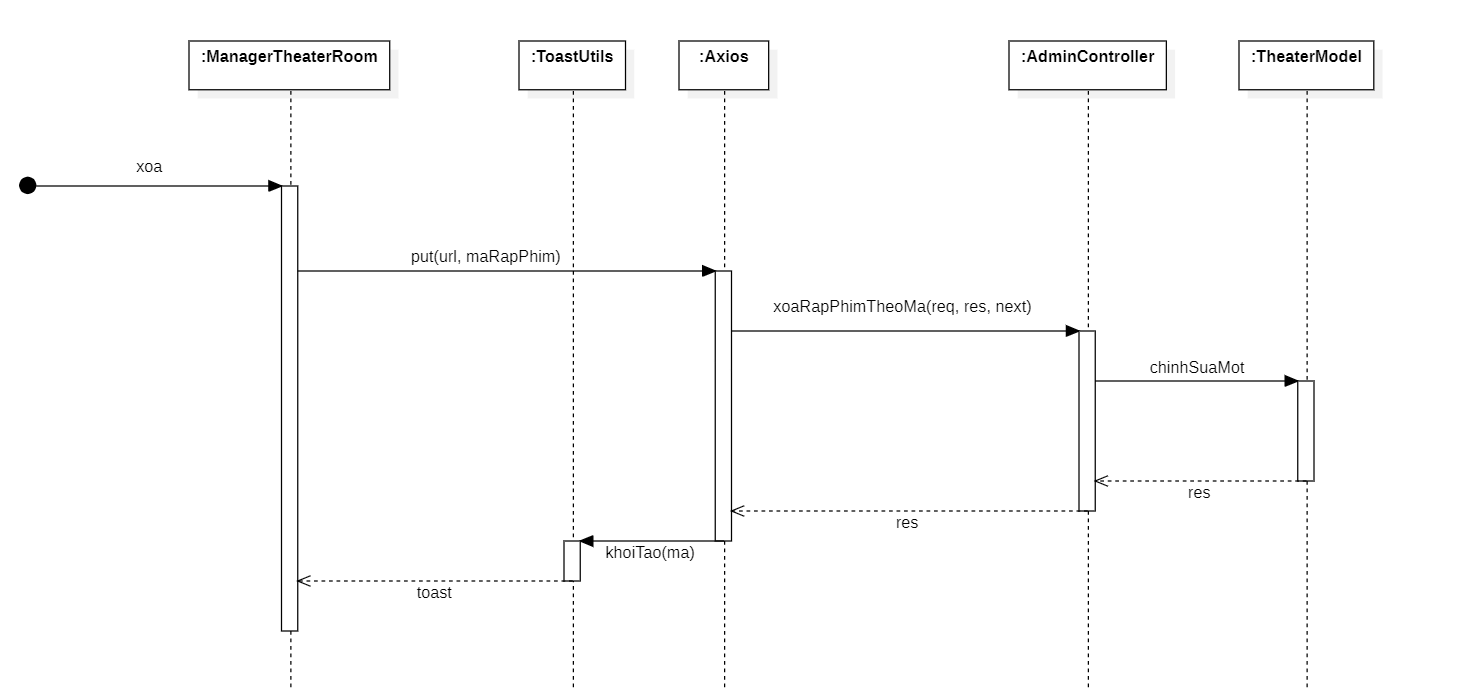 :ManagerTheaterRoom
:ToastUtils
:Axios
:AdminController
:TheaterModel
xoa
put(url, maRapPhim)
xoaRapPhimTheoMa(req, res, next)
chinhSuaMot
res
res
khoiTao(ma)
toast